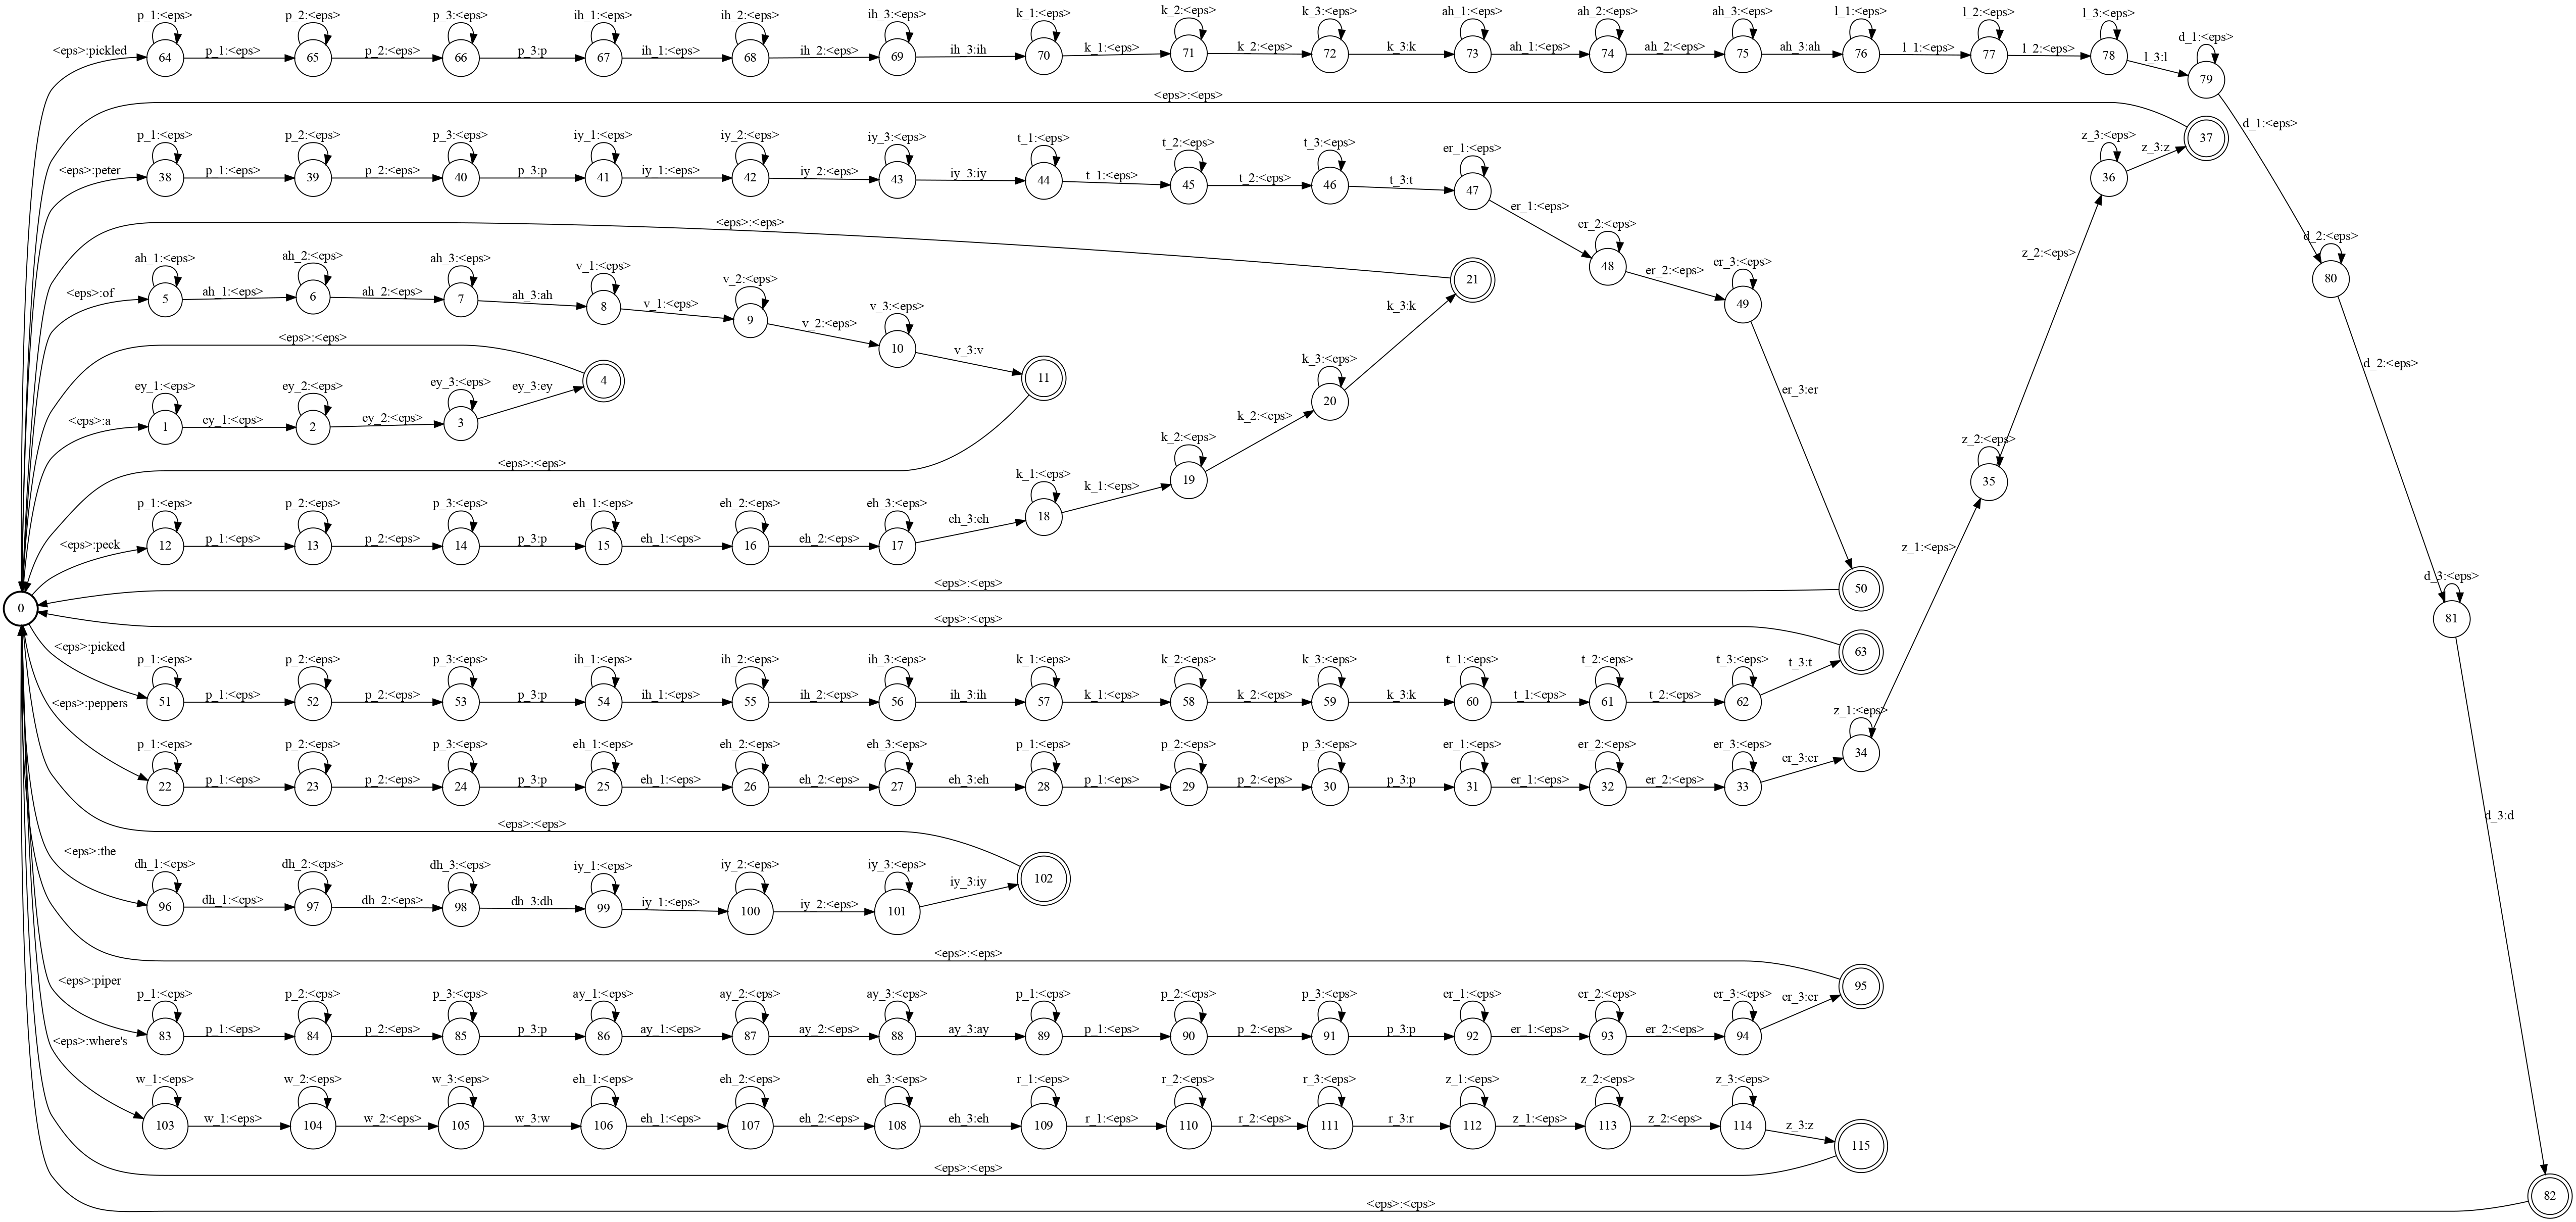 p_1:<eps> p_2:<eps> p_3:<eps> ih_1:<eps> ih_2:<eps> ih_3:<eps> k_1:<eps> k_2:<eps> k_3:<eps> ah_1:<eps> ah_2:<eps> ah_3:<eps> l_1:<eps> l_2:<eps> l_3:<eps> d_1:<eps>
<eps>:pickled 64 p_1:<eps> 65 p_2:<eps> 66 p_3:p 67 ih_1:<eps> 68 ih_2:<eps> 69 ih_3:ih 70 k_1:<eps> 71 k_2:<eps> 72 k_3:k 73 ah_1:<eps> 74 ah_2:<eps> 75 ah_3:ah 76 l_1:<eps> 77 l_2:<eps> 78 l_3:l 79
<eps>:<eps>
d_1:<eps>
p_1:<eps> p_2:<eps> p_3:<eps> iy_1:<eps> iy_2:<eps> iy_3:<eps> t_1:<eps> t_2:<eps> t_3:<eps> er_1:<eps> z_3:<eps> z_3:z 37
<eps>:peter 38 p_1:<eps> 39 p_2:<eps> 40 p_3:p 41 iy_1:<eps> 42 iy_2:<eps> 43 iy_3:iy 44 t_1:<eps> 45 t_2:<eps> 46 t_3:t 47 36
er_1:<eps>
<eps>:<eps> er_2:<eps> d_2:<eps>
ah_1:<eps> ah_2:<eps> ah_3:<eps> v_1:<eps> v_2:<eps> 21 48 er_2:<eps> er_3:<eps> z_2:<eps> 80
<eps>:of 5 ah_1:<eps> 6 ah_2:<eps> 7 ah_3:ah 8 v_1:<eps> 9 v_3:<eps> k_3:k 49
v_2:<eps> 10 v_3:v
<eps>:<eps> k_3:<eps> d_2:<eps>
ey_1:<eps> ey_2:<eps> ey_3:<eps> ey_3:ey 4 11 20 er_3:er
<eps>:a 1 ey_1:<eps> 2 ey_2:<eps> 3 k_2:<eps>
<eps>:<eps> k_1:<eps> k_2:<eps> 19 z_2:<eps> 35
p_1:<eps> p_2:<eps> p_3:<eps> eh_1:<eps> eh_2:<eps> eh_3:<eps> eh_3:eh 18 k_1:<eps>
<eps>:peck 12 p_1:<eps> 13 p_2:<eps> 14 p_3:p 15 eh_1:<eps> 16 eh_2:<eps> 17 z_1:<eps>
<eps>:<eps> 50 d_3:<eps>
0
<eps>:<eps> 81
<eps>:picked p_1:<eps> p_2:<eps> p_3:<eps> ih_1:<eps> ih_2:<eps> ih_3:<eps> k_1:<eps> k_2:<eps> k_3:<eps> t_1:<eps> t_2:<eps> t_3:<eps> t_3:t 63
51 p_1:<eps> 52 p_2:<eps> 53 p_3:p 54 ih_1:<eps> 55 ih_2:<eps> 56 ih_3:ih 57 k_1:<eps> 58 k_2:<eps> 59 k_3:k 60 t_1:<eps> 61 t_2:<eps> 62
<eps>:peppers z_1:<eps>
p_1:<eps> p_2:<eps> p_3:<eps> eh_1:<eps> eh_2:<eps> eh_3:<eps> p_1:<eps> p_2:<eps> p_3:<eps> er_1:<eps> er_2:<eps> er_3:<eps> er_3:er 34
22 p_1:<eps> 23 p_2:<eps> 24 p_3:p 25 eh_1:<eps> 26 eh_2:<eps> 27 eh_3:eh 28 p_1:<eps> 29 p_2:<eps> 30 p_3:p 31 er_1:<eps> 32 er_2:<eps> 33
<eps>:<eps> d_3:d
<eps>:the
dh_1:<eps> dh_2:<eps> dh_3:<eps> iy_1:<eps> iy_2:<eps> iy_3:<eps> iy_3:iy 102
96 dh_1:<eps> 97 dh_2:<eps> 98 dh_3:dh 99 iy_1:<eps> 100 iy_2:<eps> 101
<eps>:<eps>
<eps>:piper p_1:<eps> p_2:<eps> p_3:<eps> ay_1:<eps> ay_2:<eps> ay_3:<eps> p_1:<eps> p_2:<eps> p_3:<eps> er_1:<eps> er_2:<eps> er_3:<eps> er_3:er 95
83 p_1:<eps> 84 p_2:<eps> 85 p_3:p 86 ay_1:<eps> 87 ay_2:<eps> 88 ay_3:ay 89 p_1:<eps> 90 p_2:<eps> 91 p_3:p 92 er_1:<eps> 93 er_2:<eps> 94
<eps>:where's
w_1:<eps> w_2:<eps> w_3:<eps> eh_1:<eps> eh_2:<eps> eh_3:<eps> r_1:<eps> r_2:<eps> r_3:<eps> z_1:<eps> z_2:<eps> z_3:<eps>
103 w_1:<eps> 104 w_2:<eps> 105 w_3:w 106 eh_1:<eps> 107 eh_2:<eps> 108 eh_3:eh 109 r_1:<eps> 110 r_2:<eps> 111 r_3:r 112 z_1:<eps> 113 z_2:<eps> 114 z_3:z 115
<eps>:<eps>
<eps>:<eps> 82